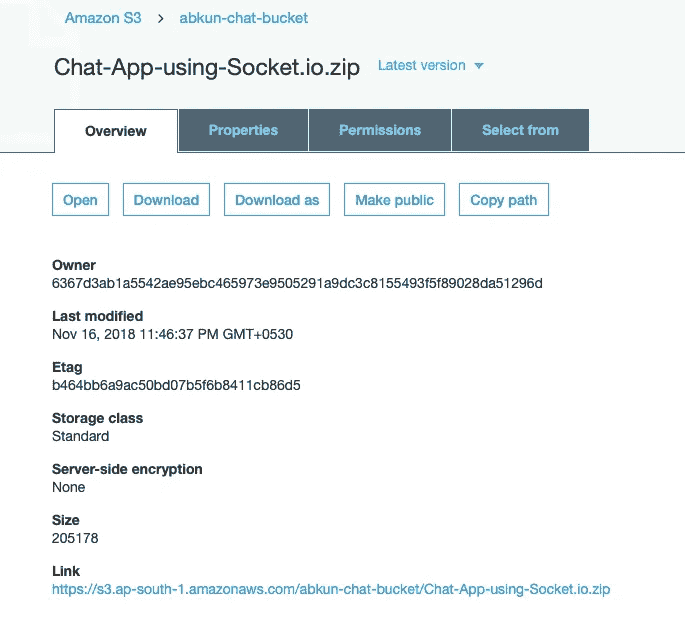 Amazon S3 > abkun-chat-bucket
Chat-App-using-Socket.io.zip Latest version
Overview Properties Permissions Select from
Open Download Download as Make public Copy path
Owner
6367d3ab1a5542ae95ebc465973e9505291a9dc3c8155493f5f89028da51296d
Last modified
Nov 16, 2018 11:46:37 PM GMT+0530
Etag
b464bb6a9ac50bd07b5f6b8411cb86d5
Storage class
Standard
Server-side encryption
None
Size
205178
Link
https://s3.ap-south-1.amazonaws.com/abkun-chat-bucket/Chat-App-using-Socket.io.zip